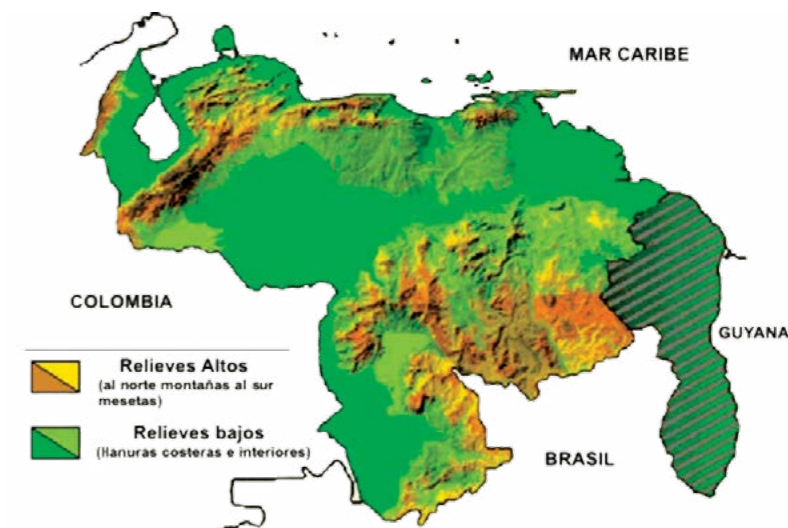 MAR CARIBE
COLOMBIA
GUYANA
Relieves Altos
(al norte montañas al sur
mesetas)
Relieves bajos
(llanuras costeras e interiores)
BRASIL